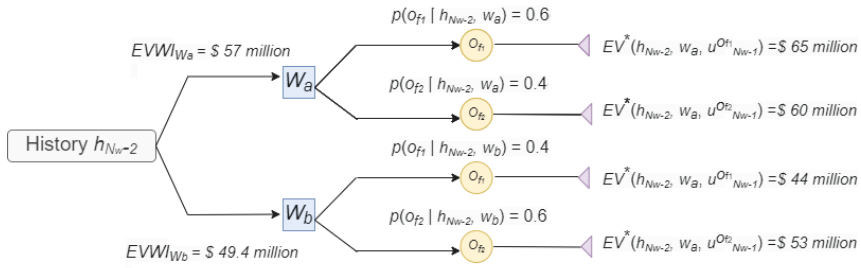 p(o_f1 | h_Nw-2, w_a) = 0.6
EVWI_Wa = $ 57 million
O_f1
EV*(h_Nw-2, w_a, u^Of1_Nw-1) =$ 65 million
W_a
p(o_f2 | h_Nw-2, w_a) = 0.4
O_f2
EV*(h_Nw-2, w_a, u^Of2_Nw-1) =$ 60 million
History h_Nw-2
p(o_f1 | h_Nw-2, w_b) = 0.4
O_f1
EV*(h_Nw-2, w_a, u^Of1_Nw-1) =$ 44 million
W_b
p(o_f2 | h_Nw-2, w_b) = 0.6
EVWI_Wb = $ 49.4 million
O_f2
EV*(h_Nw-2, w_a, u^Of2_Nw-1) =$ 53 million